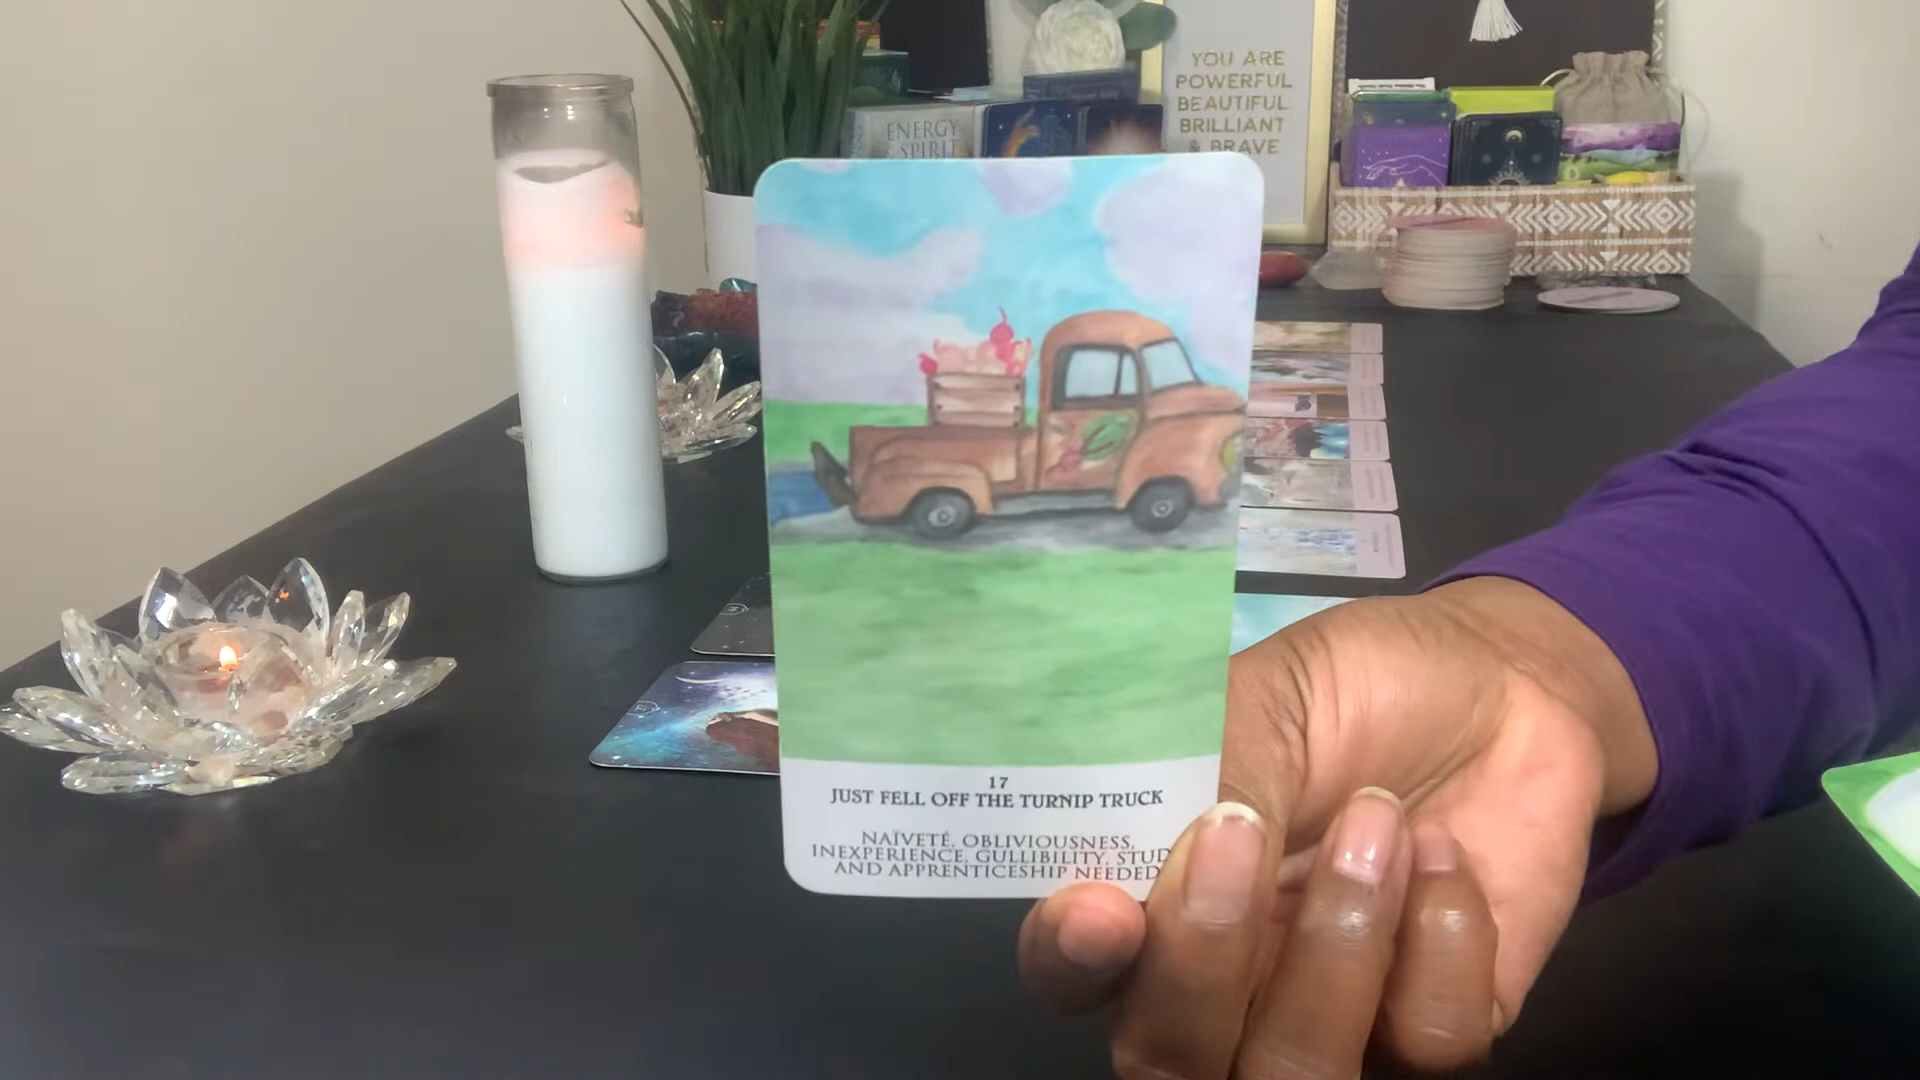 YOU ARE
POWERFUL
BEAUTIFUL
BRILLIANT
& BRAVE
ENERGY
& SPIRIT
17
JUST FELL OFF THE TURNIP TRUCK
NAÏVETÉ, OBLIVIOUSNESS,
INEXPERIENCE, GULLIBILITY, STUD
AND APPRENTICESHIP NEEDED